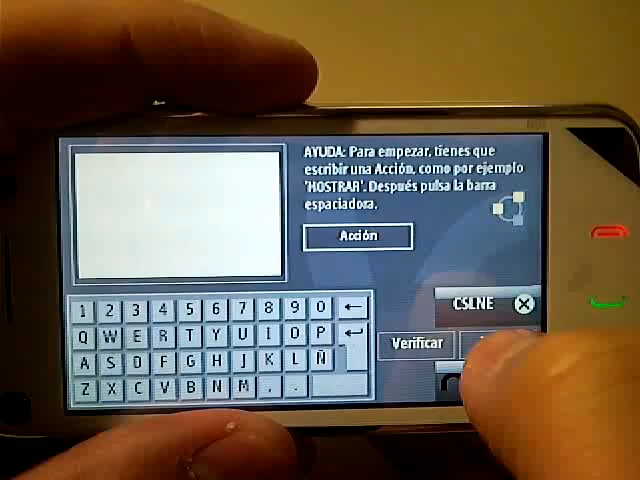 AYUDA: Para empezar, tienes que
escribir una Acción, como por ejemplo
'MOSTRAR'. Después pulsa la barra
espaciadora.
Acción
1 2 3 4 5 6 7 8 9 0 ←
Q W E R T Y U I O P ↵
A S D F G H J K L Ñ
Z X C V B N M , .
CSLNE
Verificar